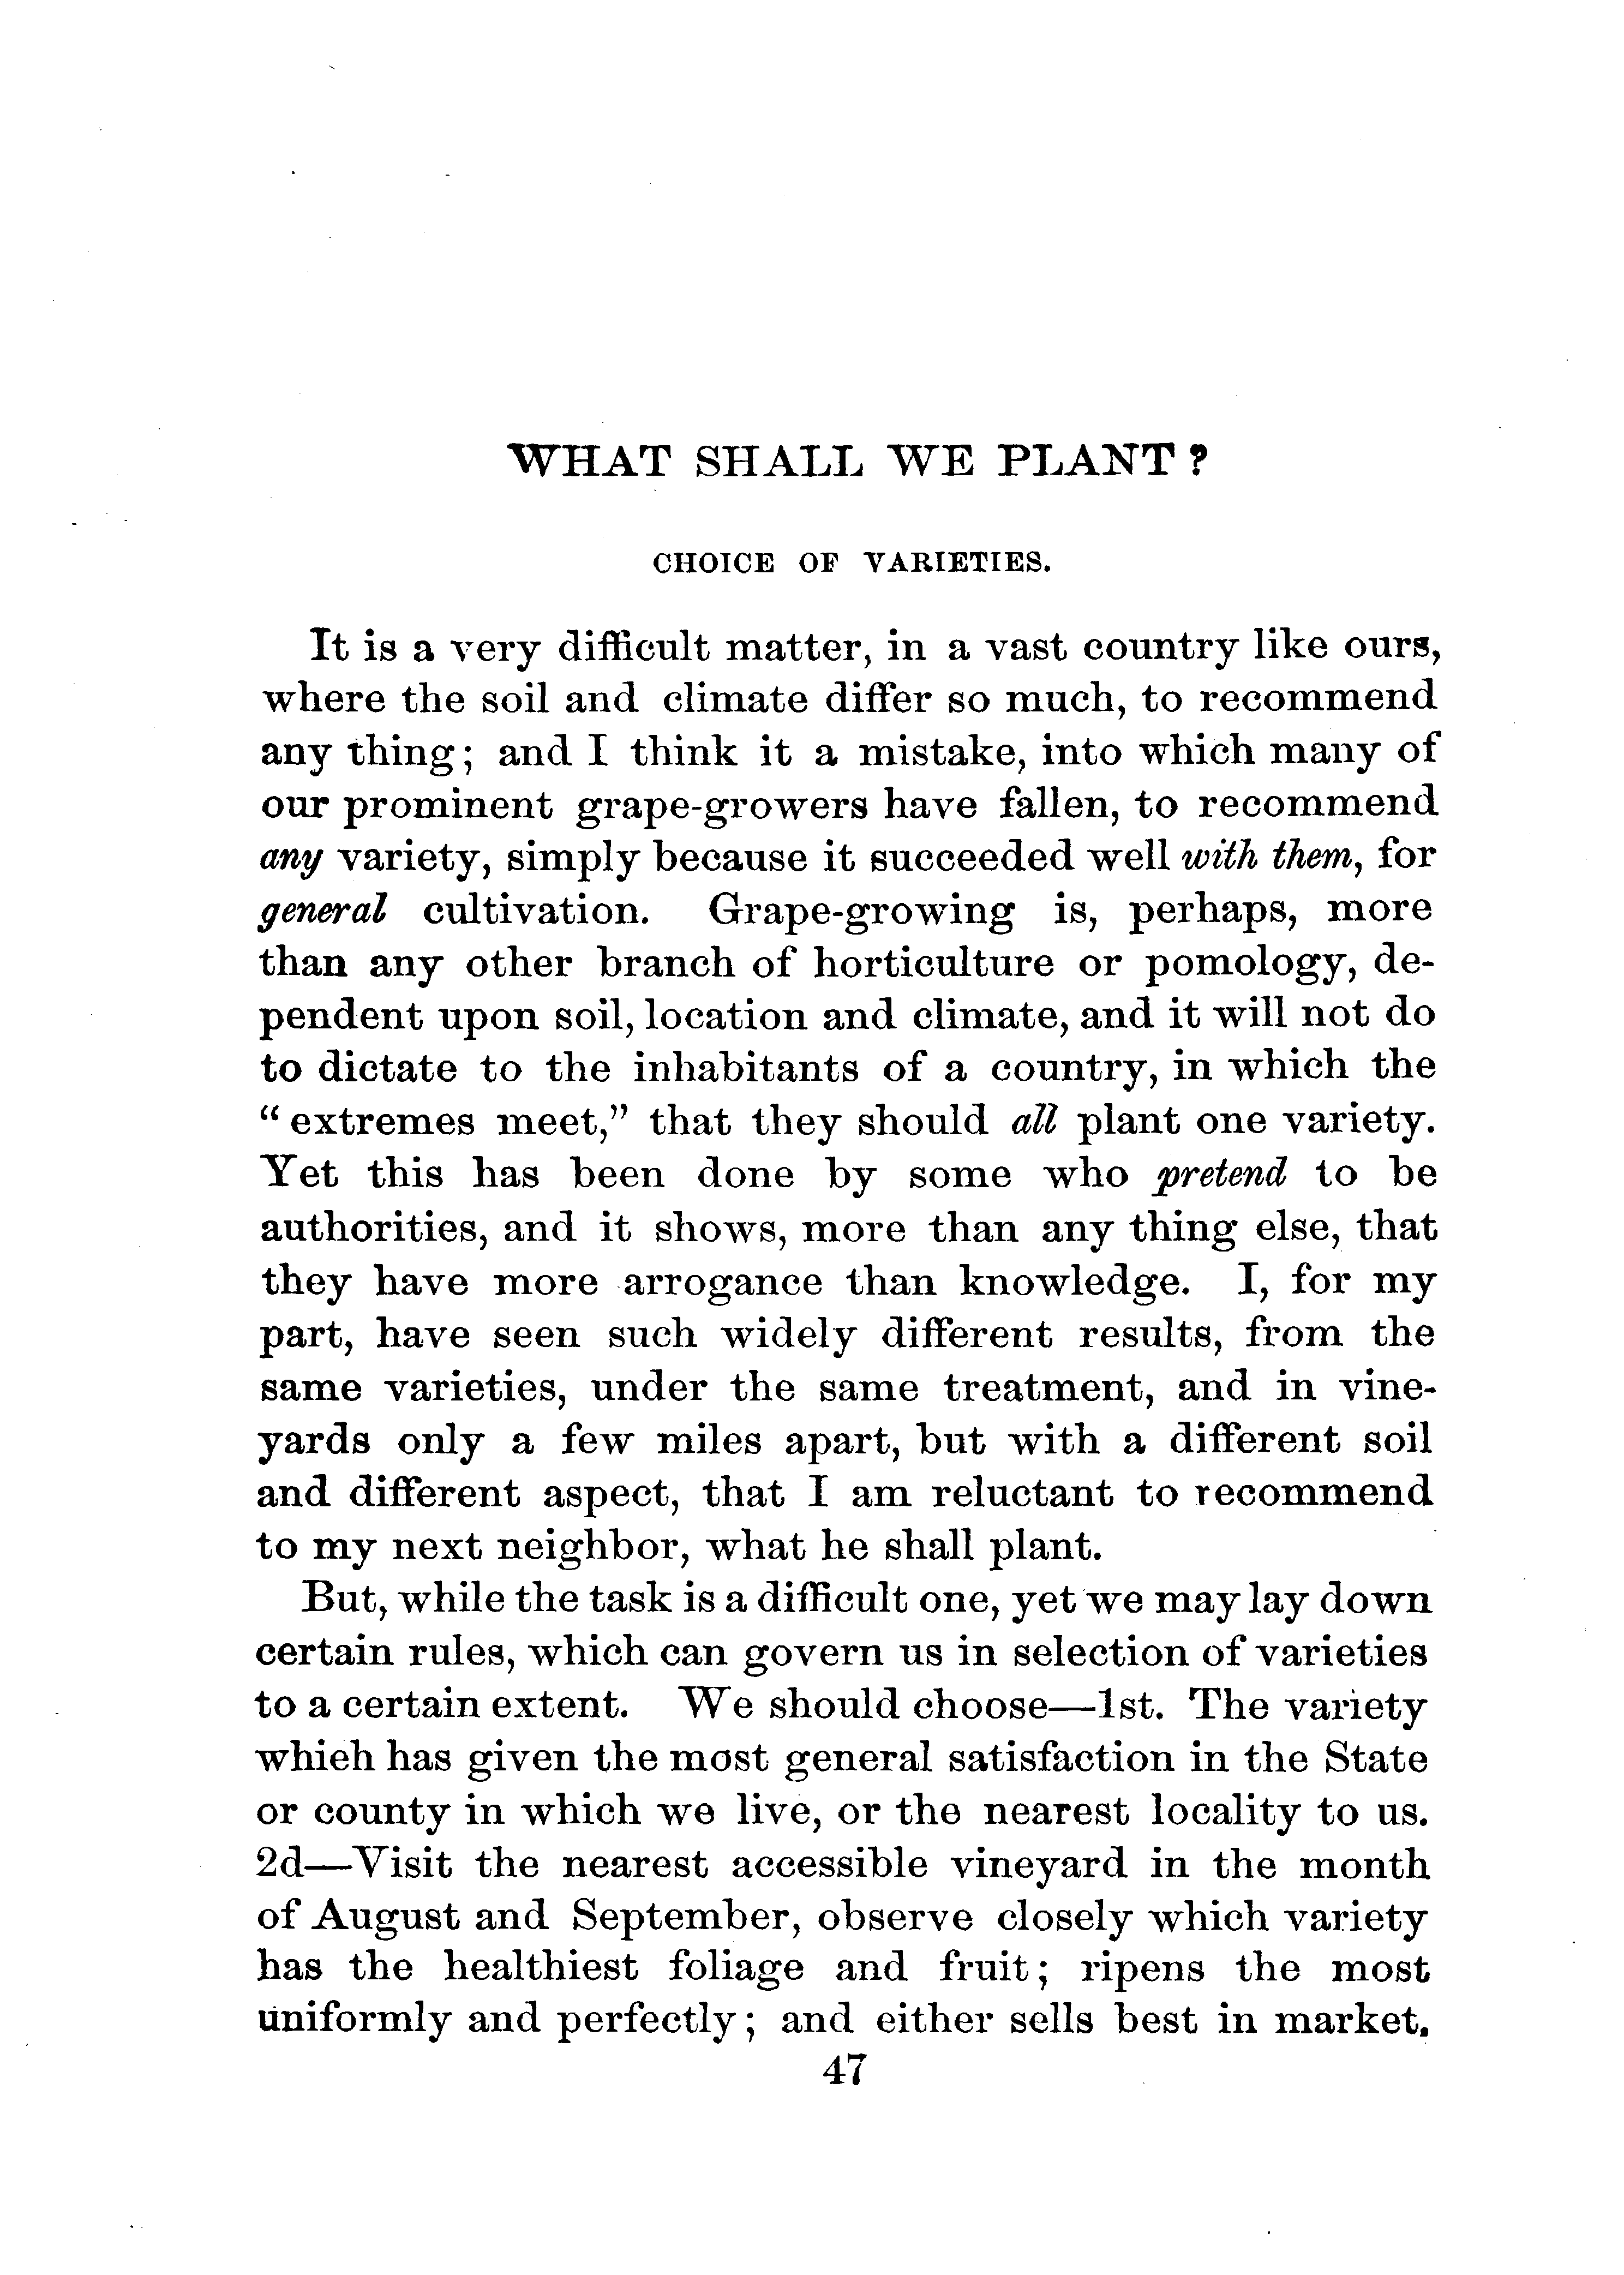 WHAT SHALL WE PLANT?
CHOICE OF VARIETIES.
It is a very difficult matter, in a vast country like ours,
where the soil and climate differ so much, to recommend
any thing; and I think it a mistake, into which many of
our prominent grape-growers have fallen, to recommend
any variety, simply because it succeeded well with them, for
general cultivation. Grape-growing is, perhaps, more
than any other branch of horticulture or pomology, de-
pendent upon soil, location and climate, and it will not do
to dictate to the inhabitants of a country, in which the
“extremes meet,” that they should all plant one variety.
Yet this has been done by some who pretend to be
authorities, and it shows, more than any thing else, that
they have more arrogance than knowledge. I, for my
part, have seen such widely different results, from the
same varieties, under the same treatment, and in vine-
yards only a few miles apart, but with a different soil
and different aspect, that I am reluctant to recommend
to my next neighbor, what he shall plant.
But, while the task is a difficult one, yet we may lay down
certain rules, which can govern us in selection of varieties
to a certain extent. We should choose—1st. The variety
whieh has given the most general satisfaction in the State
or county in which we live, or the nearest locality to us.
2d—Visit the nearest accessible vineyard in the month
of August and September, observe closely which variety
has the healthiest foliage and fruit; ripens the most
uniformly and perfectly; and either sells best in market.
47